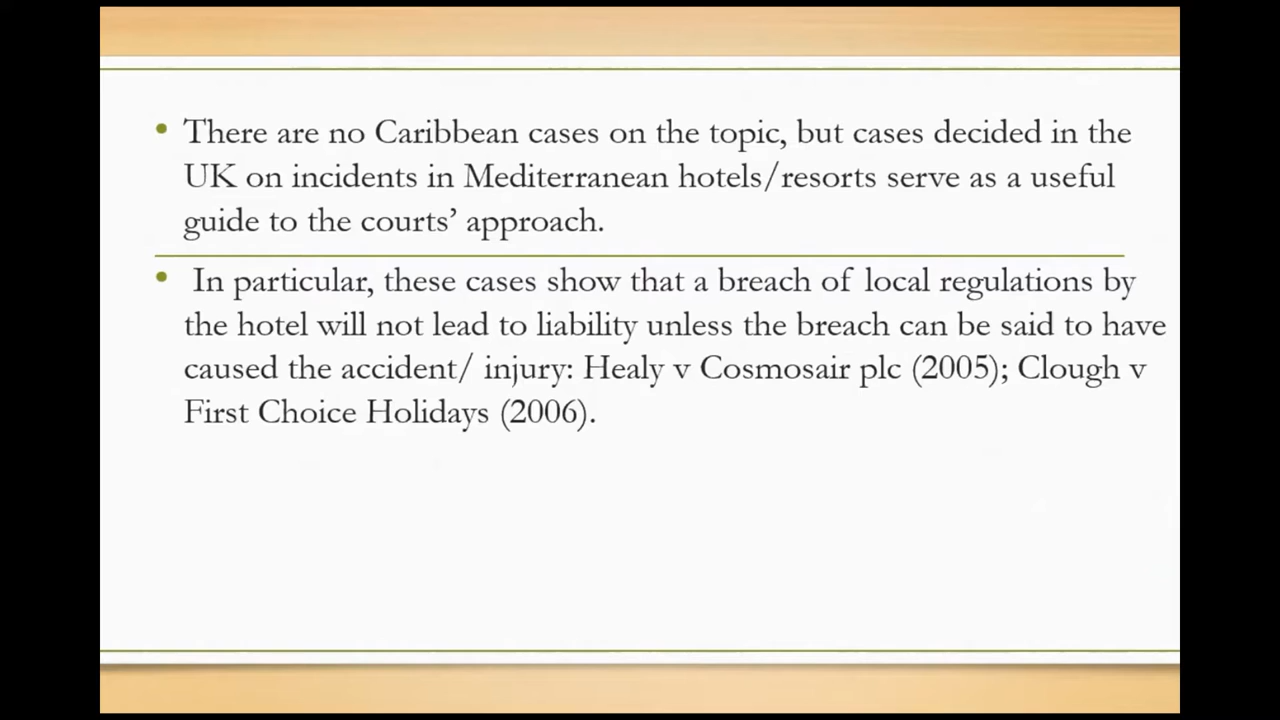 • There are no Caribbean cases on the topic, but cases decided in the
UK on incidents in Mediterranean hotels/resorts serve as a useful
guide to the courts’ approach.
• In particular, these cases show that a breach of local regulations by
the hotel will not lead to liability unless the breach can be said to have
caused the accident/ injury: Healy v Cosmosair plc (2005); Clough v
First Choice Holidays (2006).